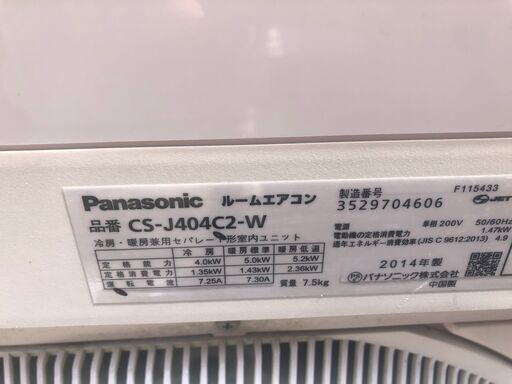 Panasonic ルームエアコン
品番 CS-J404C2-W
冷房・暖房兼用セパレート形室内ユニット
冷房 暖房標準 暖房低温
定格能力 4.0kW 5.0kW 5.2kW
定格消費電力 1.35kW 1.43kW 2.36kW
運転電流 7.25A 7.30A 質量 7.5kg
製造番号 F115433
3529704606 JET
電源 単相 200V 50/60Hz
電動機の定格消費電力 1.47kW
通年エネルギー消費効率(JIS C 9612:2013) 4.9
2014年製
パナソニック株式会社
中国製